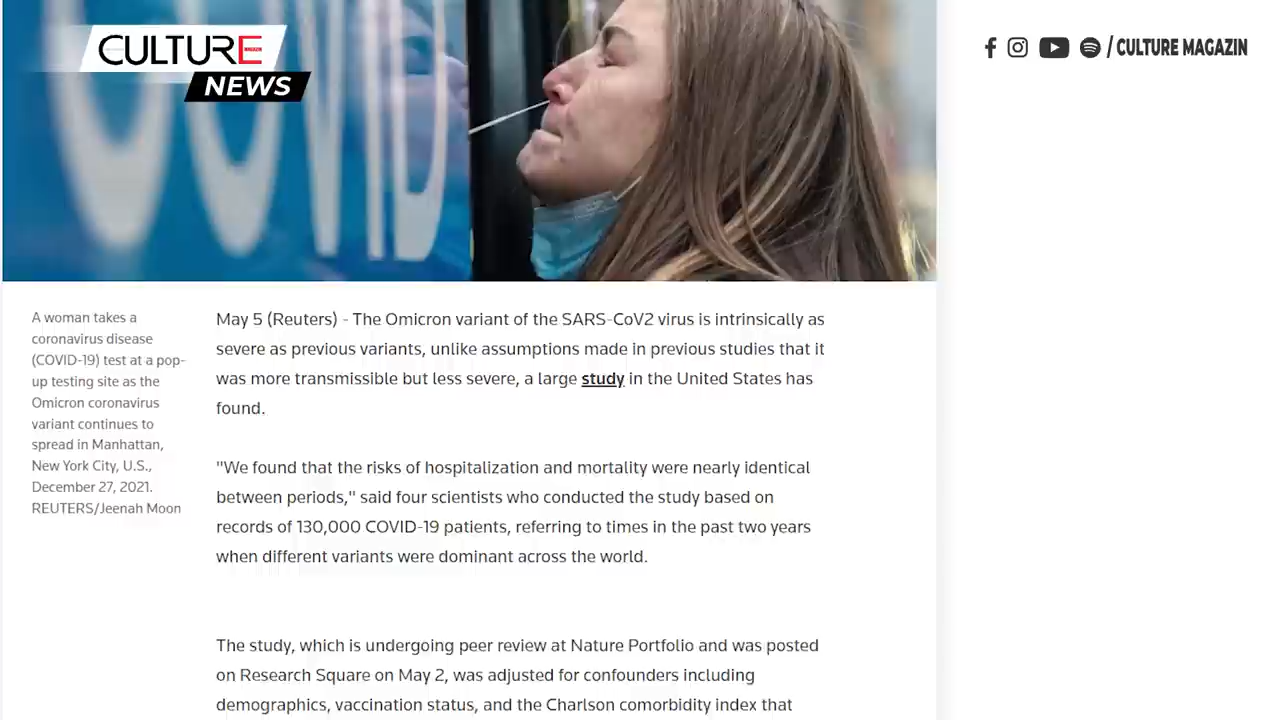 CULTURE
NEWS
/ CULTURE MAGAZIN
COVID
A woman takes a
coronavirus disease
(COVID-19) test at a pop-
up testing site as the
Omicron coronavirus
variant continues to
spread in Manhattan,
New York City, U.S.,
December 27, 2021.
REUTERS/Jeenah Moon
May 5 (Reuters) - The Omicron variant of the SARS-CoV2 virus is intrinsically as
severe as previous variants, unlike assumptions made in previous studies that it
was more transmissible but less severe, a large study in the United States has
found.
"We found that the risks of hospitalization and mortality were nearly identical
between periods," said four scientists who conducted the study based on
records of 130,000 COVID-19 patients, referring to times in the past two years
when different variants were dominant across the world.
The study, which is undergoing peer review at Nature Portfolio and was posted
on Research Square on May 2, was adjusted for confounders including
demographics, vaccination status, and the Charlson comorbidity index that